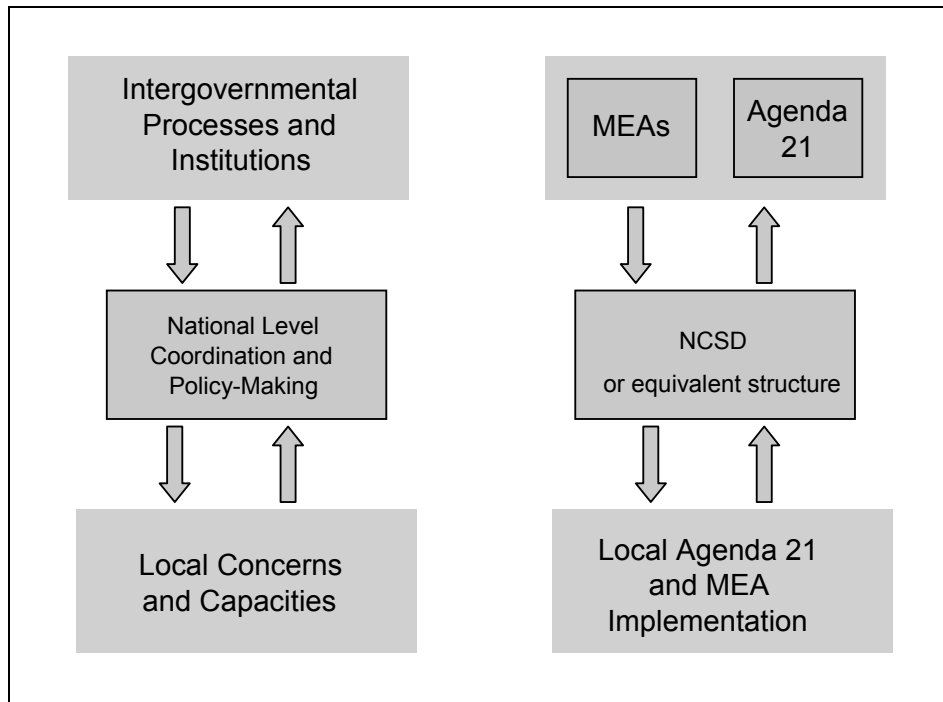 Intergovernmental
Processes and
Institutions
MEAs
Agenda
21
National Level
Coordination and
Policy-Making
NCSD
or equivalent structure
Local Concerns
and Capacities
Local Agenda 21
and MEA
Implementation